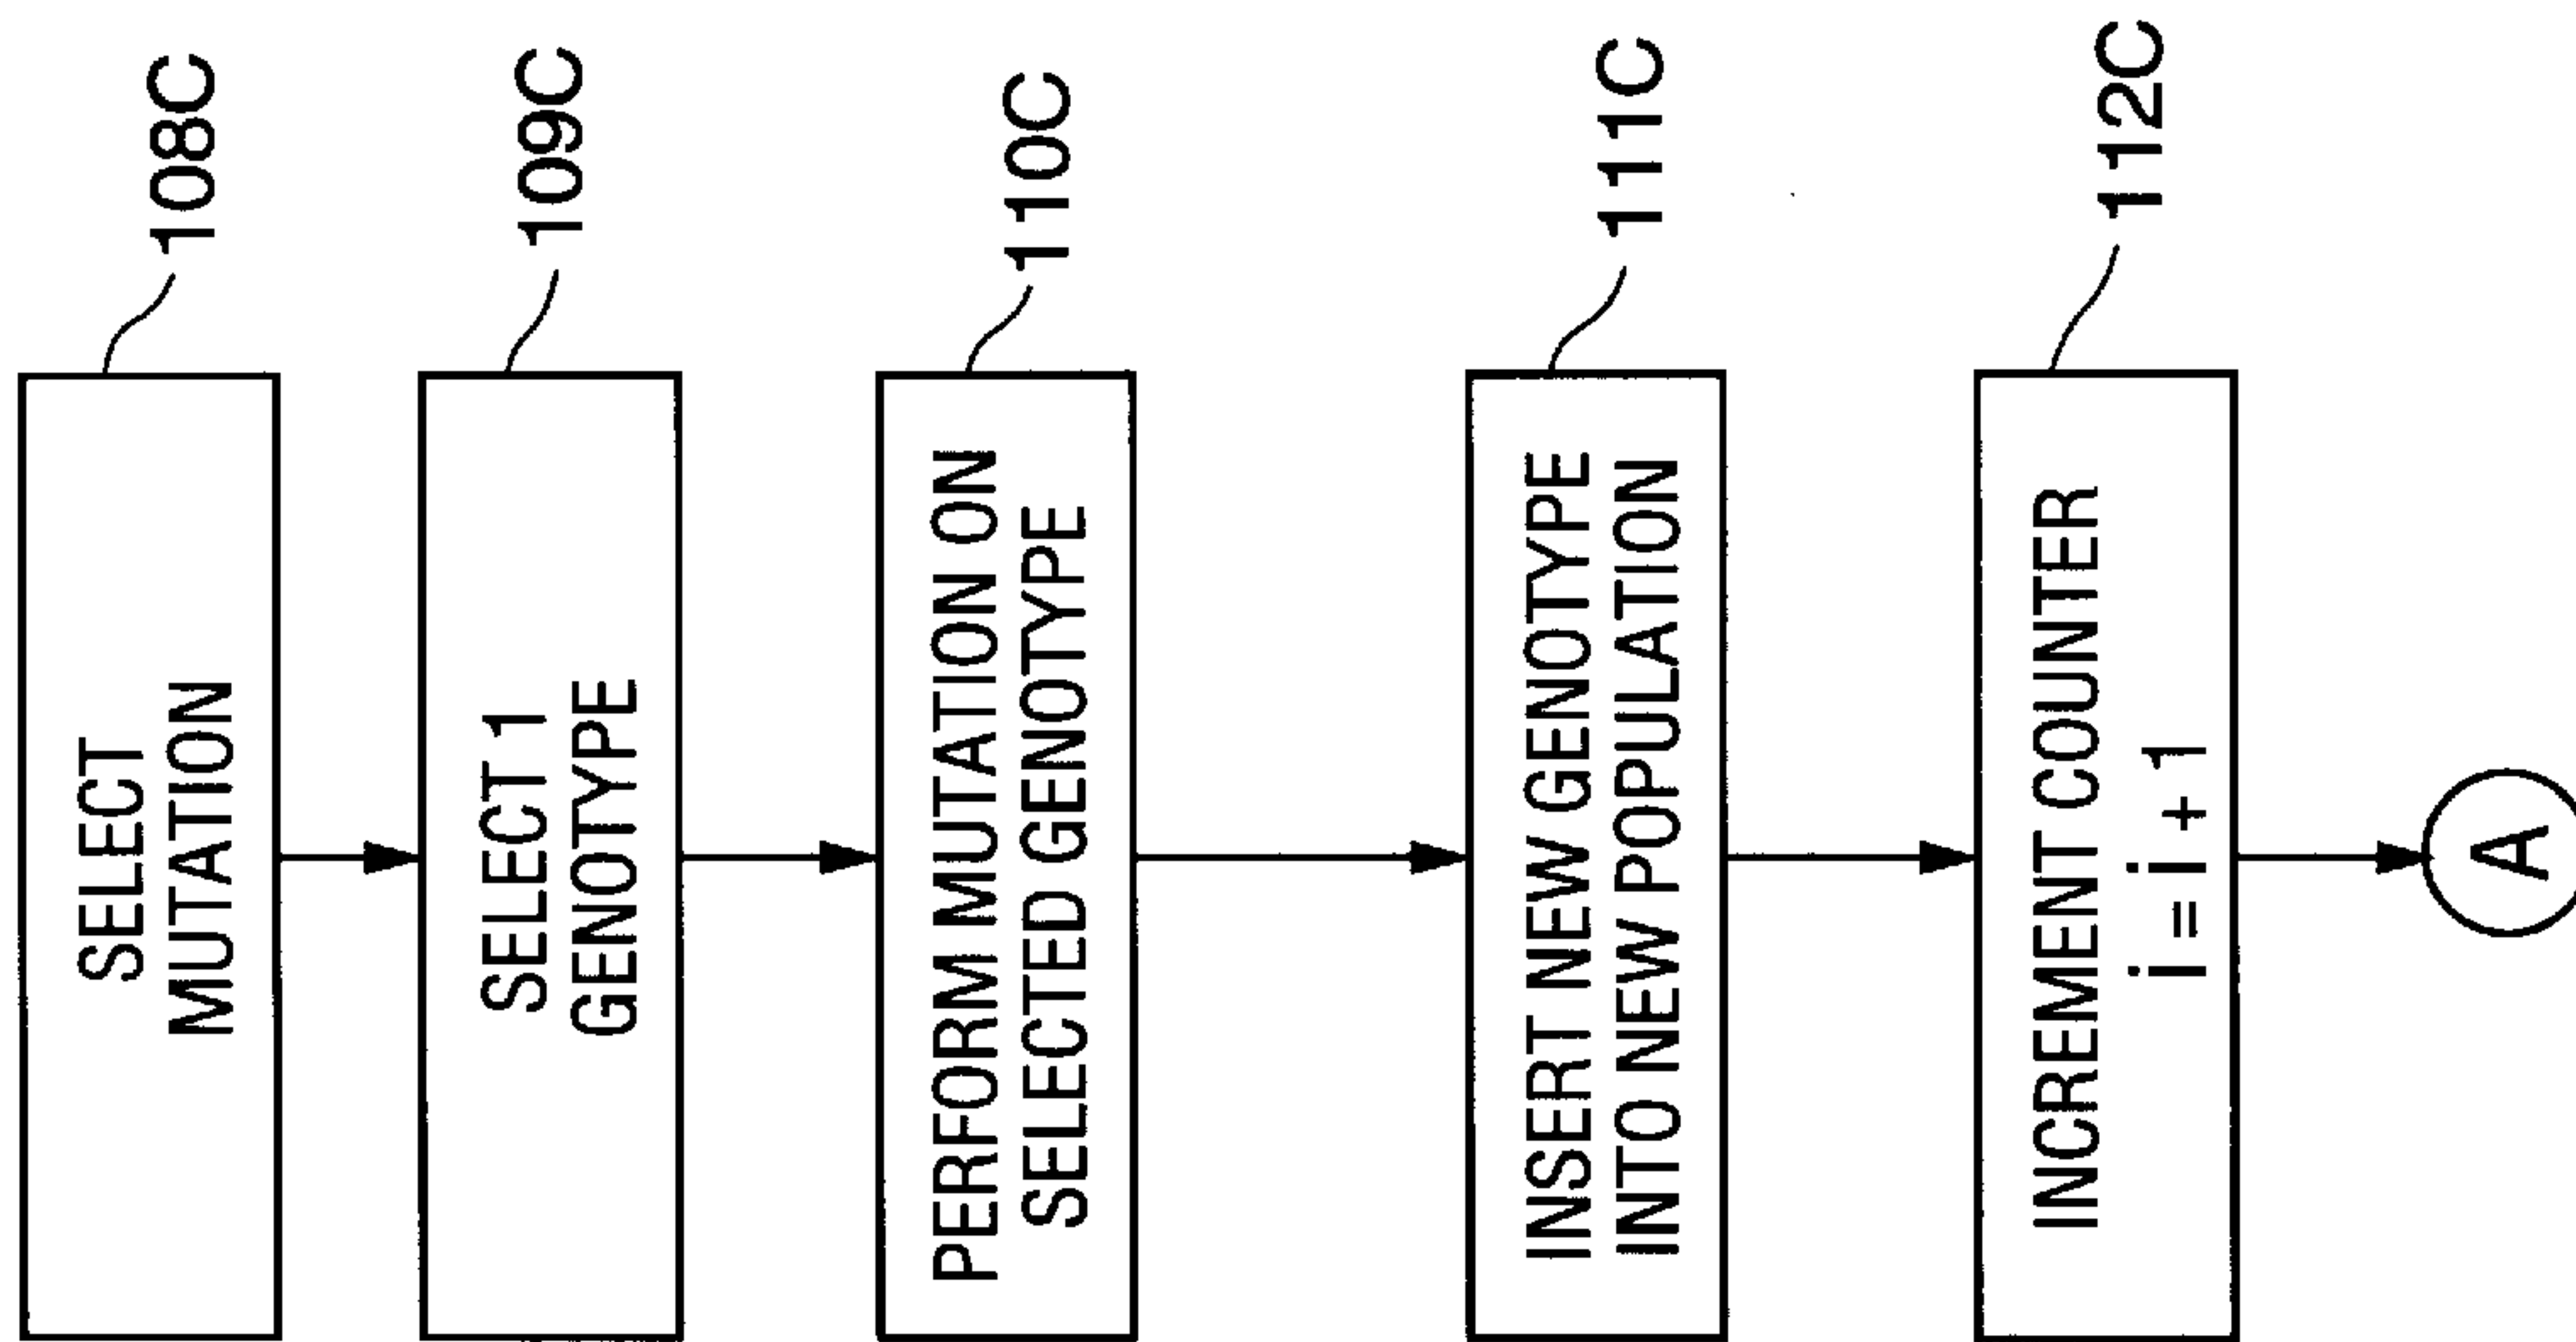 SELECT
MUTATION
108C
SELECT 1
GENOTYPE
109C
PERFORM MUTATION ON
SELECTED GENOTYPE
110C
INSERT NEW GENOTYPE
INTO NEW POPULATION
111C
INCREMENT COUNTER
i = i + 1
112C
A